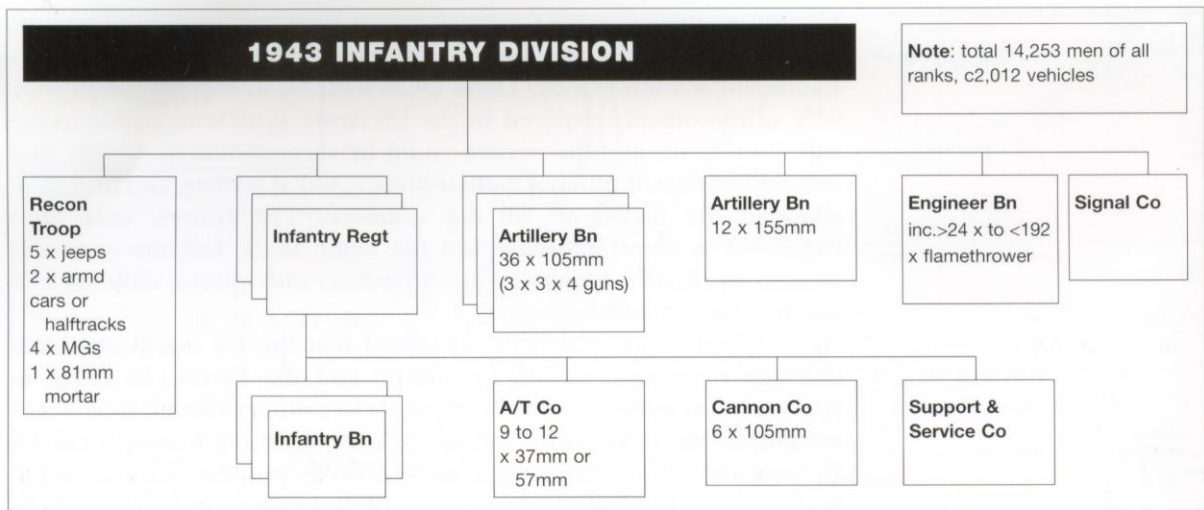 1943 INFANTRY DIVISION
Note: total 14,253 men of all
ranks, c2,012 vehicles
Recon
Troop
5 x jeeps
2 x armd
cars or
halftracks
4 x MGs
1 x 81mm
mortar
Infantry Regt
Artillery Bn
36 x 105mm
(3 x 3 x 4 guns)
Artillery Bn
12 x 155mm
Engineer Bn
inc.>24 x to <192
x flamethrower
Signal Co
Infantry Bn
A/T Co
9 to 12
x 37mm or
57mm
Cannon Co
6 x 105mm
Support &
Service Co